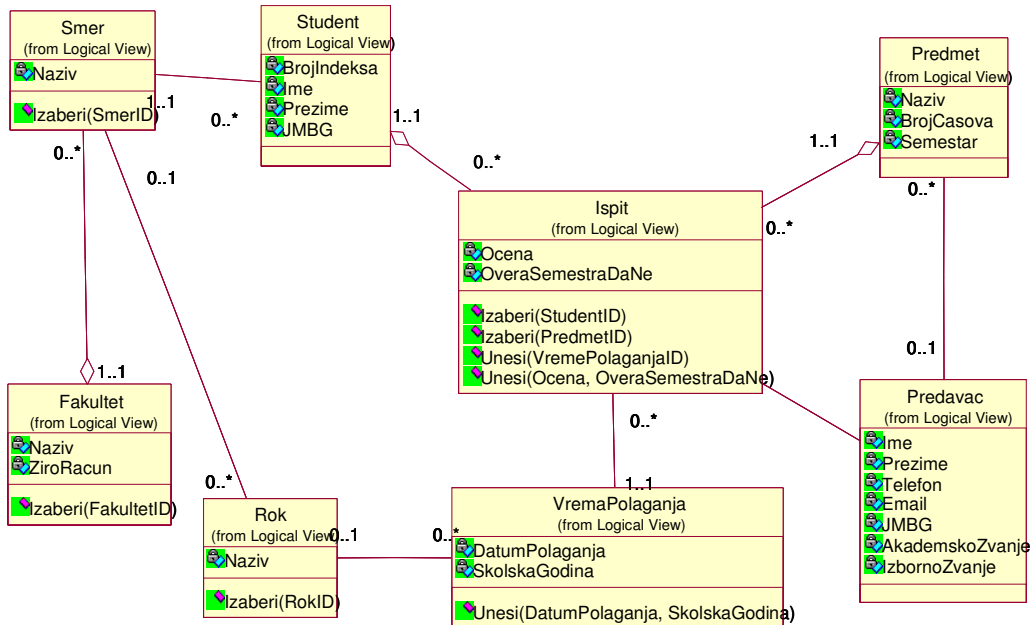 Smer
(from Logical View)
Naziv
Izaberi(SmerID)
1..1
0..*
0..*
0..1
Student
(from Logical View)
BrojIndeksa
Ime
Prezime
JMBG
1..1
0..*
Predmet
(from Logical View)
Naziv
BrojCasova
Semestar
1..1
0..*
0..*
0..1
Ispit
(from Logical View)
Ocena
OveraSemestraDaNe
Izaberi(StudentID)
Izaberi(PredmetID)
Unesi(VremePolaganjaID)
Unesi(Ocena, OveraSemestraDaNe)
0..*
1..1
1..1
Fakultet
(from Logical View)
Naziv
ZiroRacun
Izaberi(FakultetID)
0..*
Rok
(from Logical View)
Naziv
Izaberi(RokID)
0..1
0..*
VremaPolaganja
(from Logical View)
DatumPolaganja
SkolskaGodina
Unesi(DatumPolaganja, SkolskaGodina)
Predavac
(from Logical View)
Ime
Prezime
Telefon
Email
JMBG
AkademskoZvanje
IzbornoZvanje